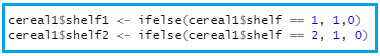 cereal1$shelf1 <- ifelse(cereal1$shelf == 1, 1,0)
cereal1$shelf2 <- ifelse(cereal1$shelf == 2, 1, 0)